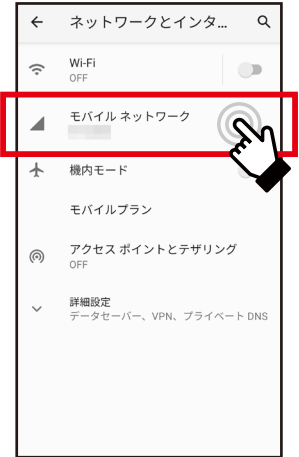 ネットワークとインタ...
Wi-Fi
OFF
モバイル ネットワーク
機内モード
モバイルプラン
アクセス ポイントとテザリング
OFF
詳細設定
データセーバー、VPN、プライベート DNS